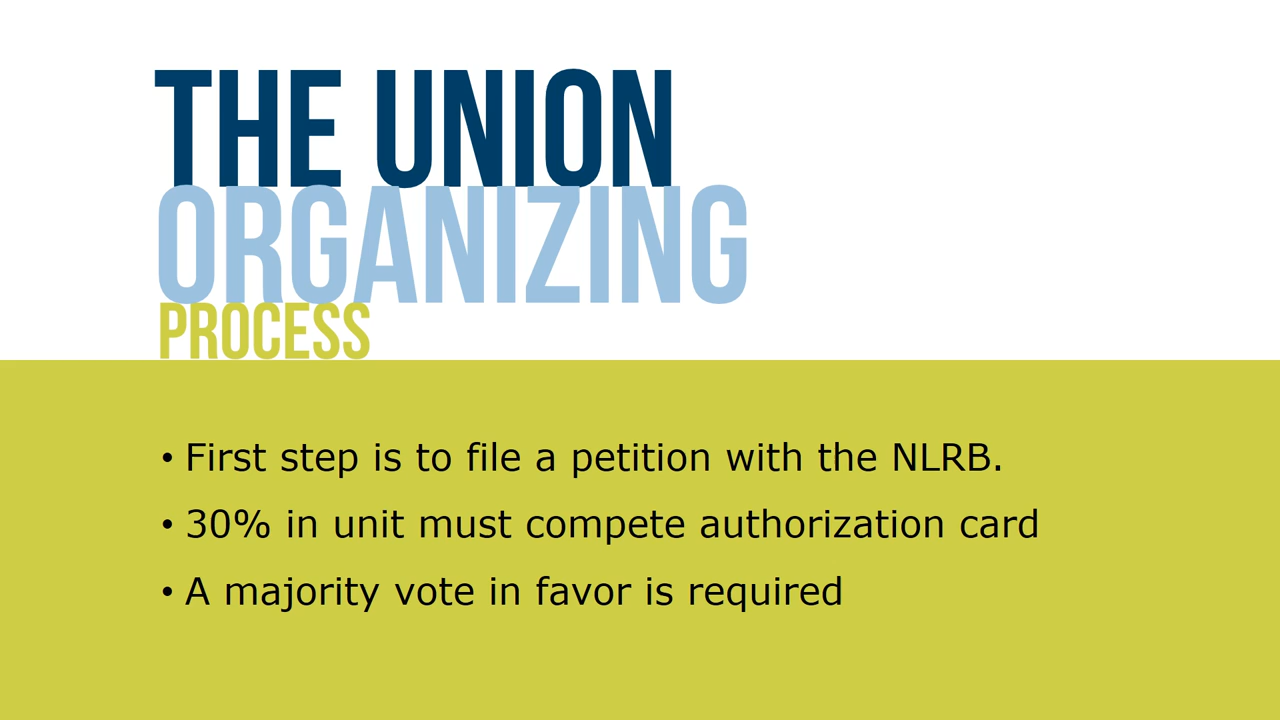 THE UNION
ORGANIZING
PROCESS
• First step is to file a petition with the NLRB.
• 30% in unit must compete authorization card
• A majority vote in favor is required